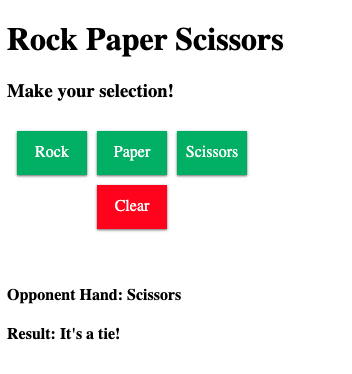 Rock Paper Scissors
Make your selection!
Rock Paper Scissors
Clear
Opponent Hand: Scissors
Result: It's a tie!